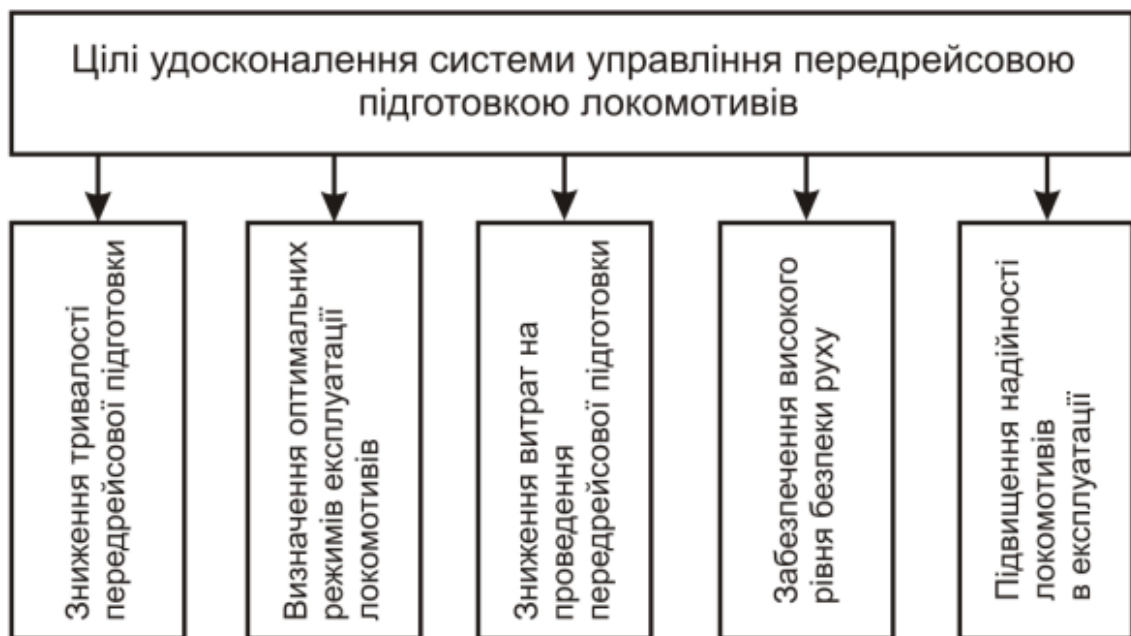 Цілі удосконалення системи управління передрейсовою
підготовкою локомотивів
Зниження тривалості
передрейсової підготовки
Визначення оптимальних
режимів експлуатації
локомотивів
Зниження витрат на
проведення
передрейсової підготовки
Забезпечення високого
рівня безпеки руху
Підвищення надійності
локомотивів
в експлуатації